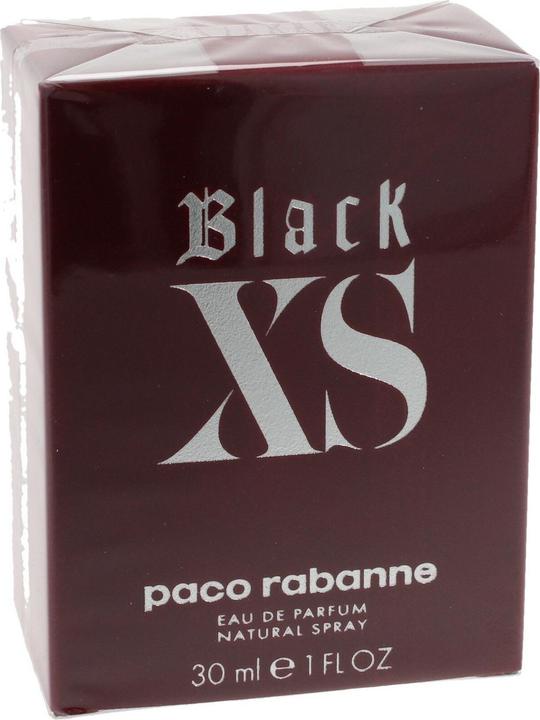 Black
XS
paco rabanne
EAU DE PARFUM
NATURAL SPRAY
30 ml ℮ 1 FL OZ